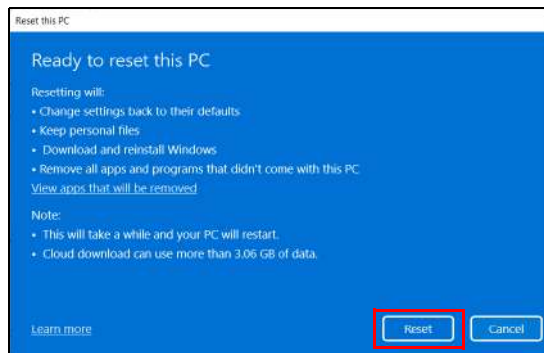 Reset this PC
Ready to reset this PC
Resetting will:
• Change settings back to their defaults
• Keep personal files
• Download and reinstall Windows
• Remove all apps and programs that didn't come with this PC
View apps that will be removed
Note:
• This will take a while and your PC will restart.
• Cloud download can use more than 3.06 GB of data.
Learn more
Reset
Cancel